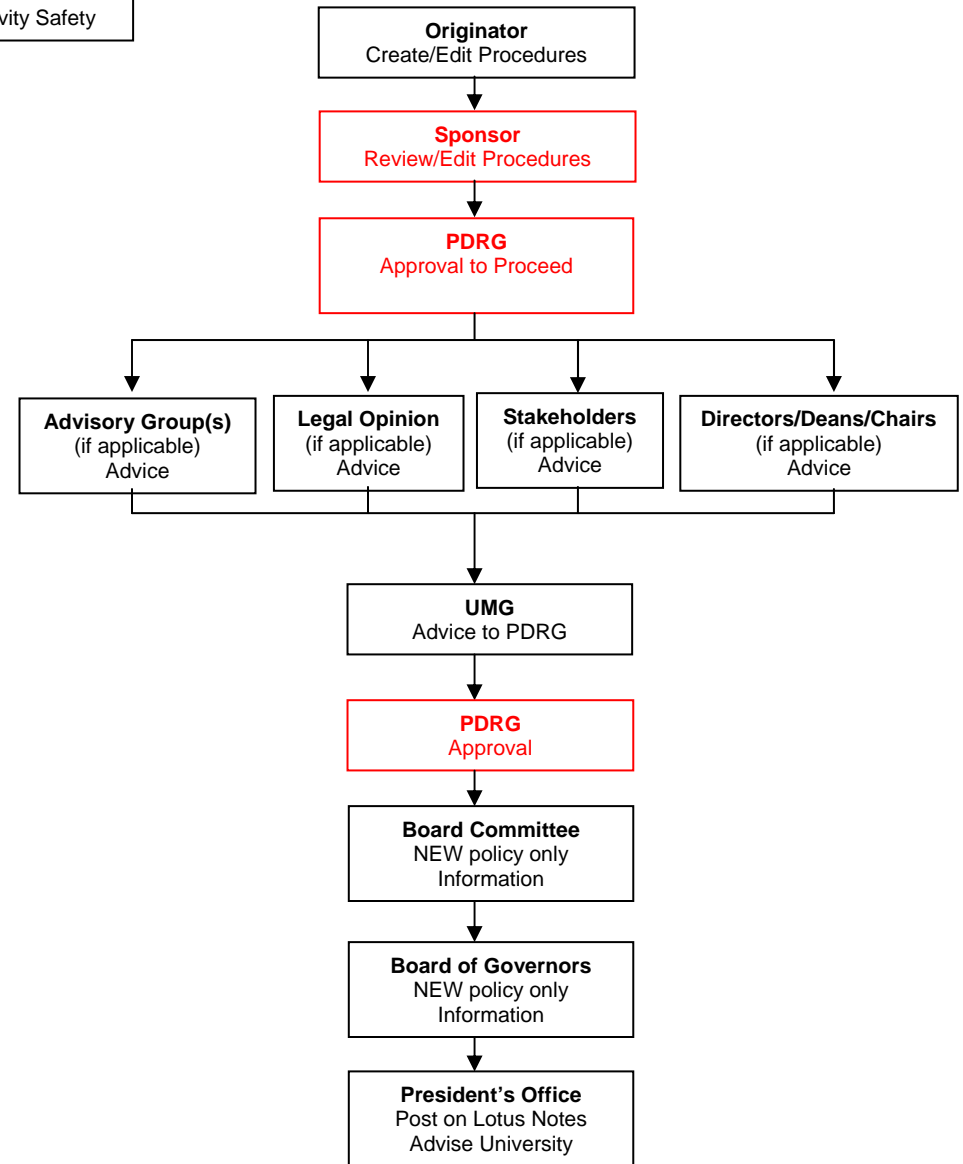 vity Safety
Originator
Create/Edit Procedures
Sponsor
Review/Edit Procedures
PDRG
Approval to Proceed
Advisory Group(s)
(if applicable)
Advice
Legal Opinion
(if applicable)
Advice
Stakeholders
(if applicable)
Advice
Directors/Deans/Chairs
(if applicable)
Advice
UMG
Advice to PDRG
PDRG
Approval
Board Committee
NEW policy only
Information
Board of Governors
NEW policy only
Information
President's Office
Post on Lotus Notes
Advise University